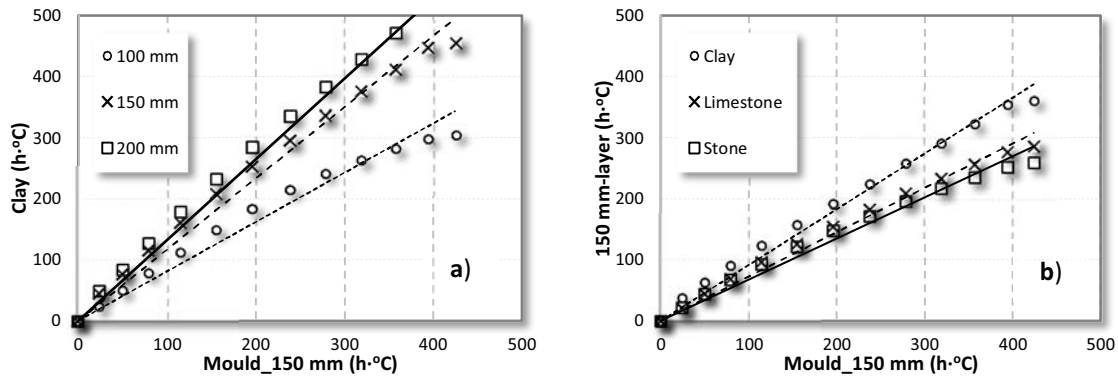 500
400
300
200
100
0
Clay (h·ºC)
100 mm
150 mm
200 mm
a)
0 100 200 300 400 500
Mould_150 mm (h·ºC)
500
400
300
200
100
0
150 mm-layer (h·ºC)
Clay
Limestone
Stone
b)
0 100 200 300 400 500
Mould_150 mm (h·ºC)